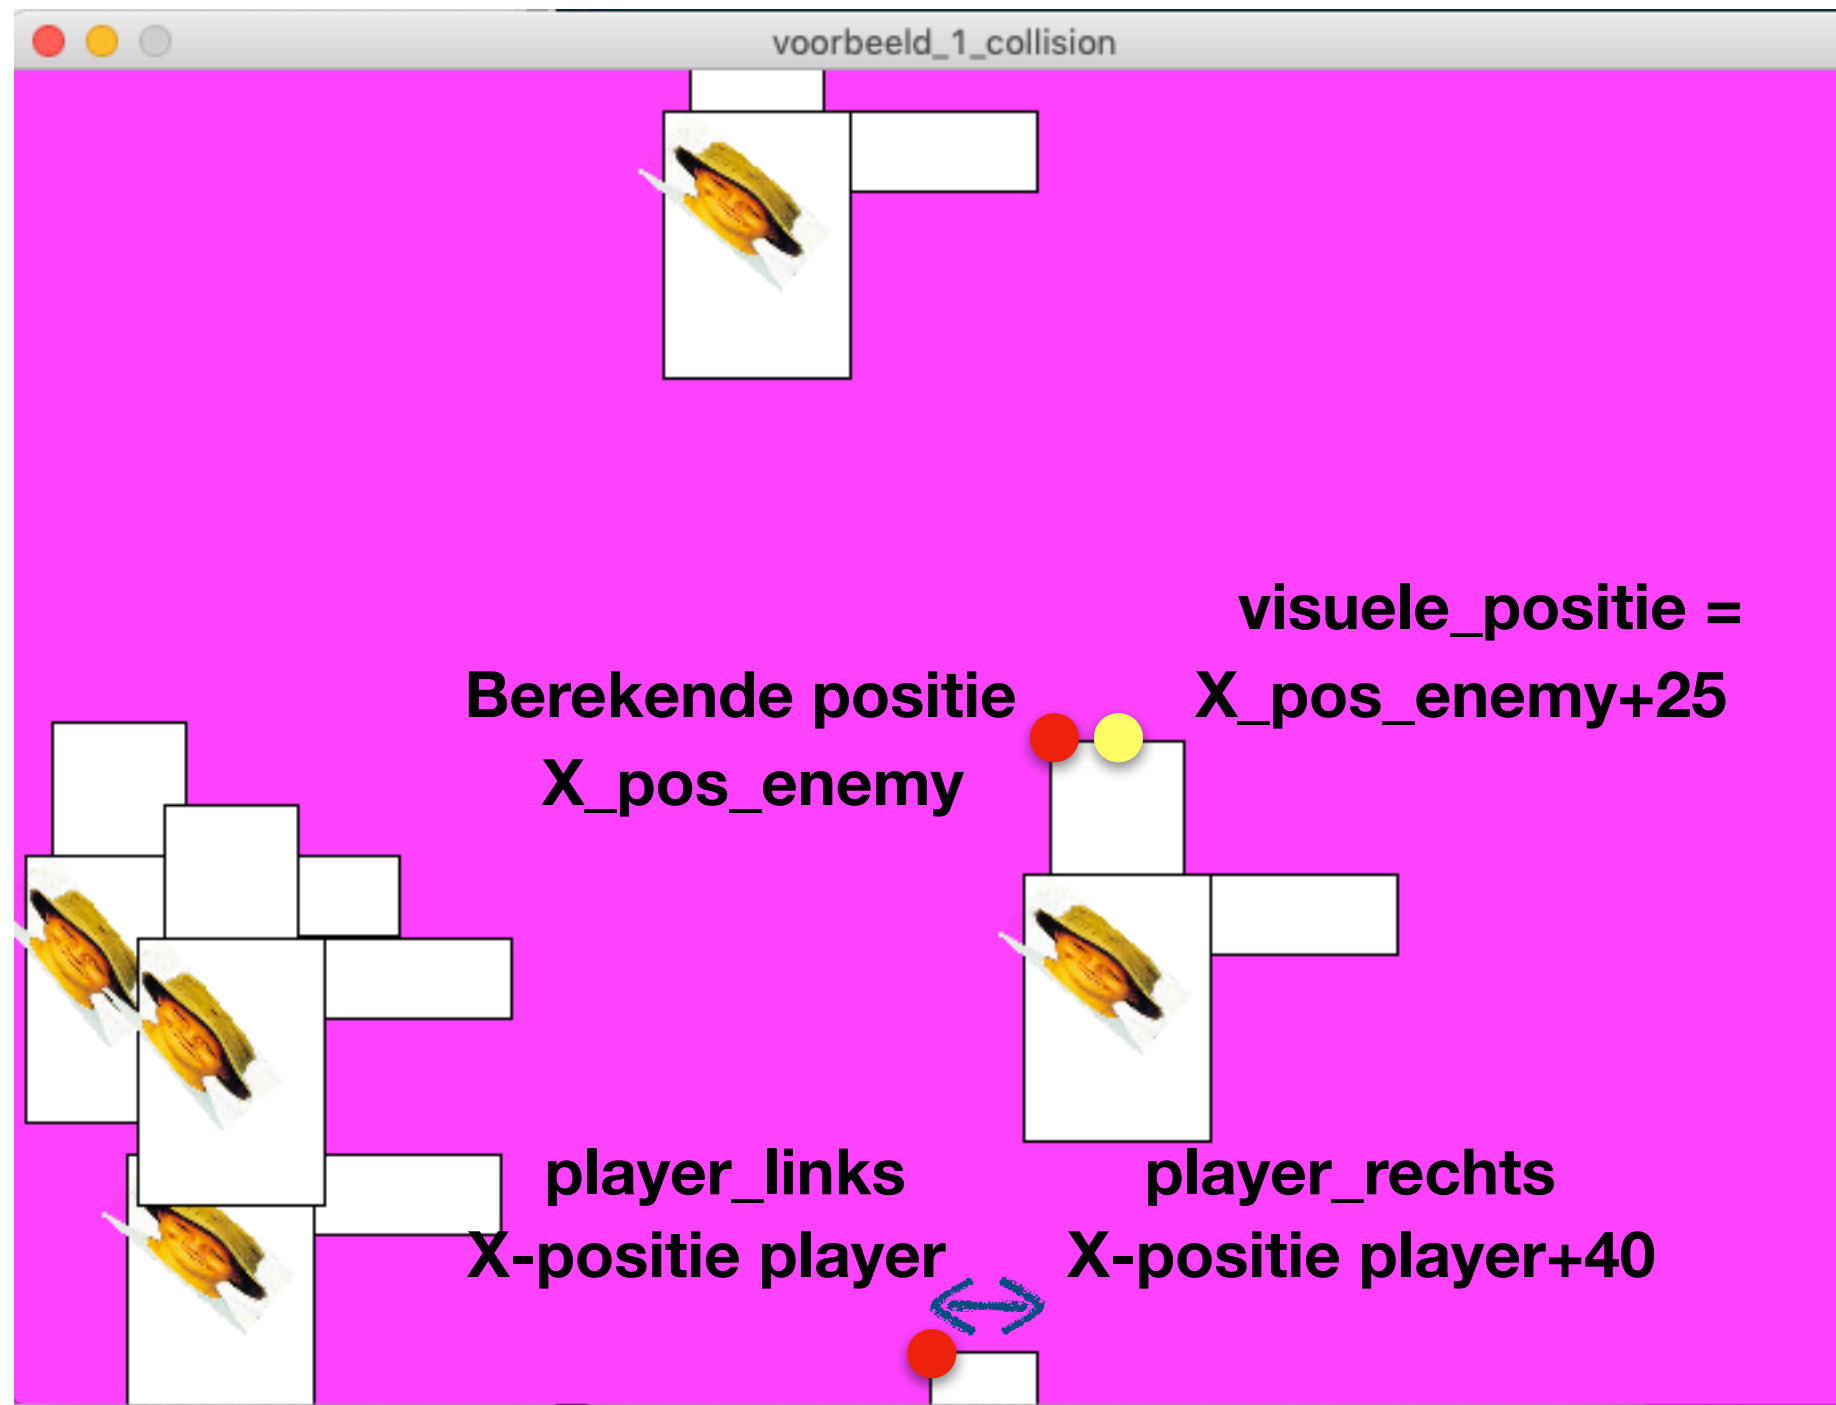 voorbeeld_1_collision
visuele_positie =
X_pos_enemy+25
Berekende positie
X_pos_enemy
player_links
X-positie player
player_rechts
X-positie player+40